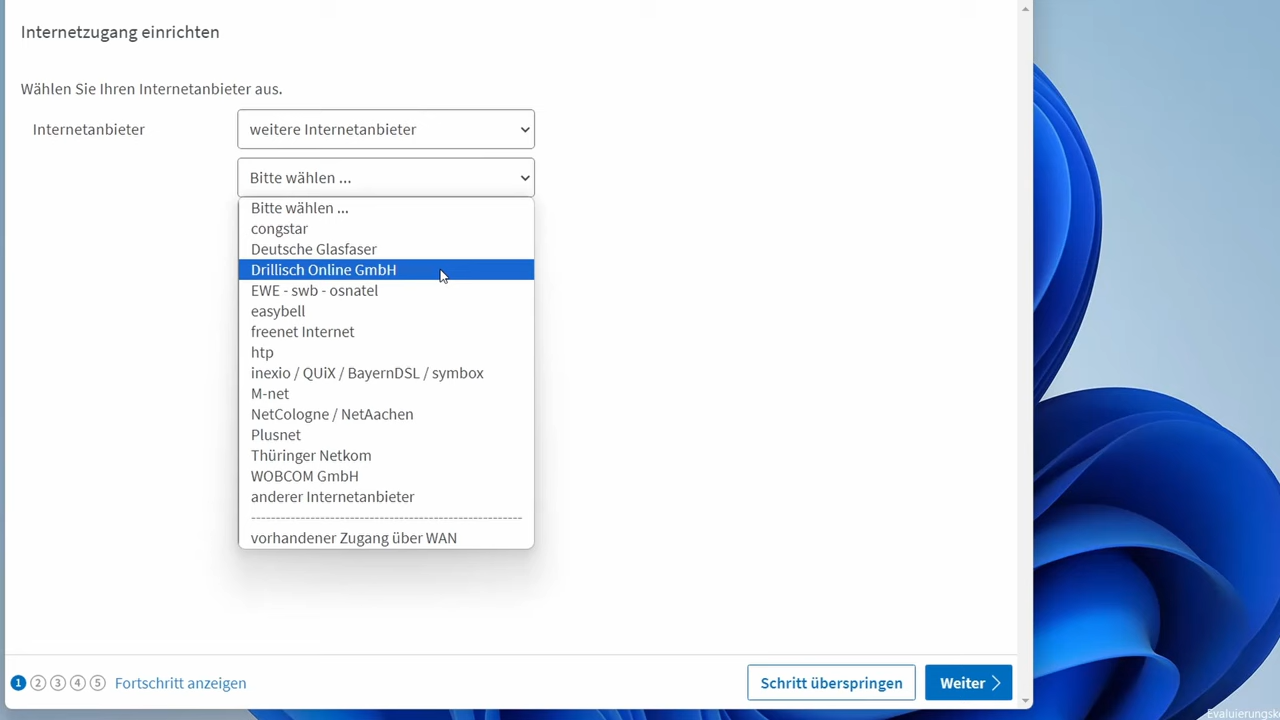 Internetzugang einrichten
Wählen Sie Ihren Internetanbieter aus.
Internetanbieter
weitere Internetanbieter
Bitte wählen ...
Bitte wählen ...
congstar
Deutsche Glasfaser
Drillisch Online GmbH
EWE - swb - osnatel
easybell
freenet Internet
htp
inexio / QUiX / BayernDSL / symbox
M-net
NetCologne / NetAachen
Plusnet
Thüringer Netkom
WOBCOM GmbH
anderer Internetanbieter
----------------------------------------------------
vorhandener Zugang über WAN
1 2 3 4 5 Fortschritt anzeigen
Schritt überspringen
Weiter